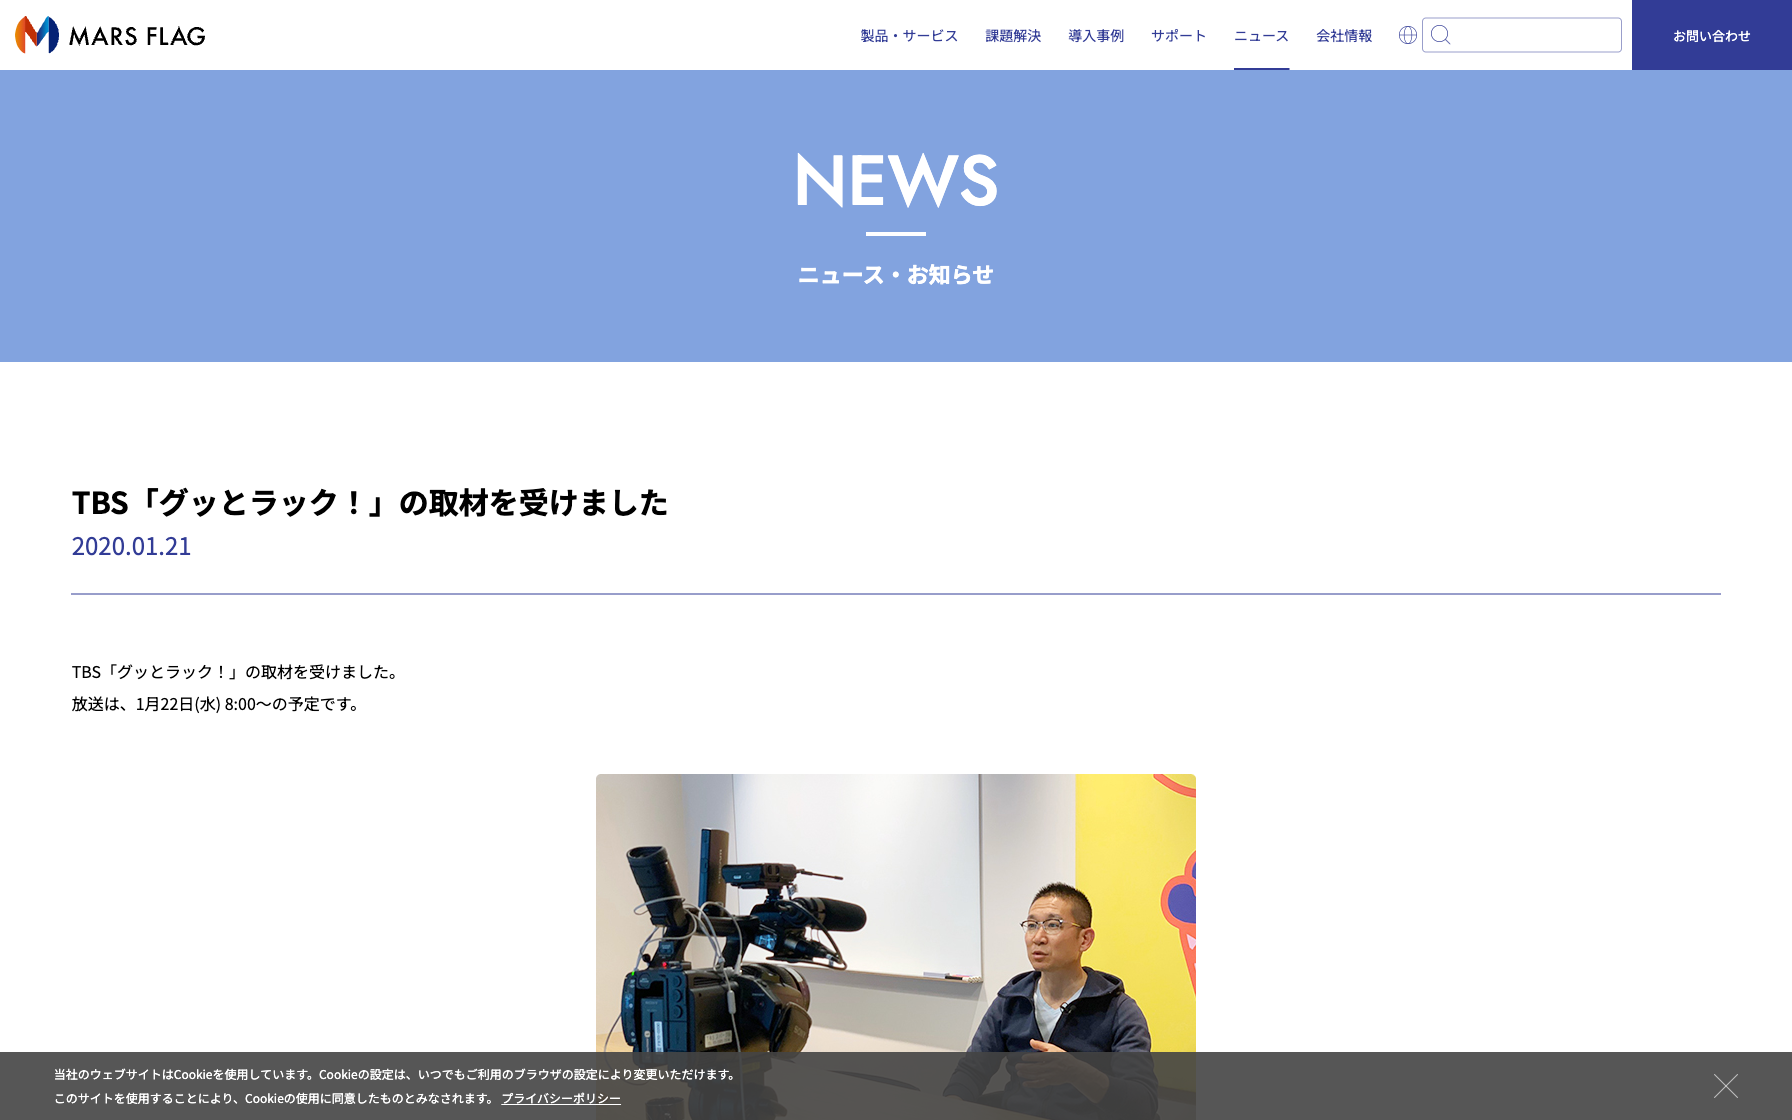 MARS FLAG
製品・サービス
課題解決
導入事例
サポート
ニュース
会社情報
お問い合わせ
NEWS
ニュース・お知らせ
TBS「グッとラック！」の取材を受けました
2020.01.21
TBS「グッとラック！」の取材を受けました。
放送は、1月22日(水) 8:00〜の予定です。
当社のウェブサイトはCookieを使用しています。Cookieの設定は、いつでもご利用のブラウザの設定により変更いただけます。
このサイトを使用することにより、Cookieの使用に同意したものとみなされます。 プライバシーポリシー